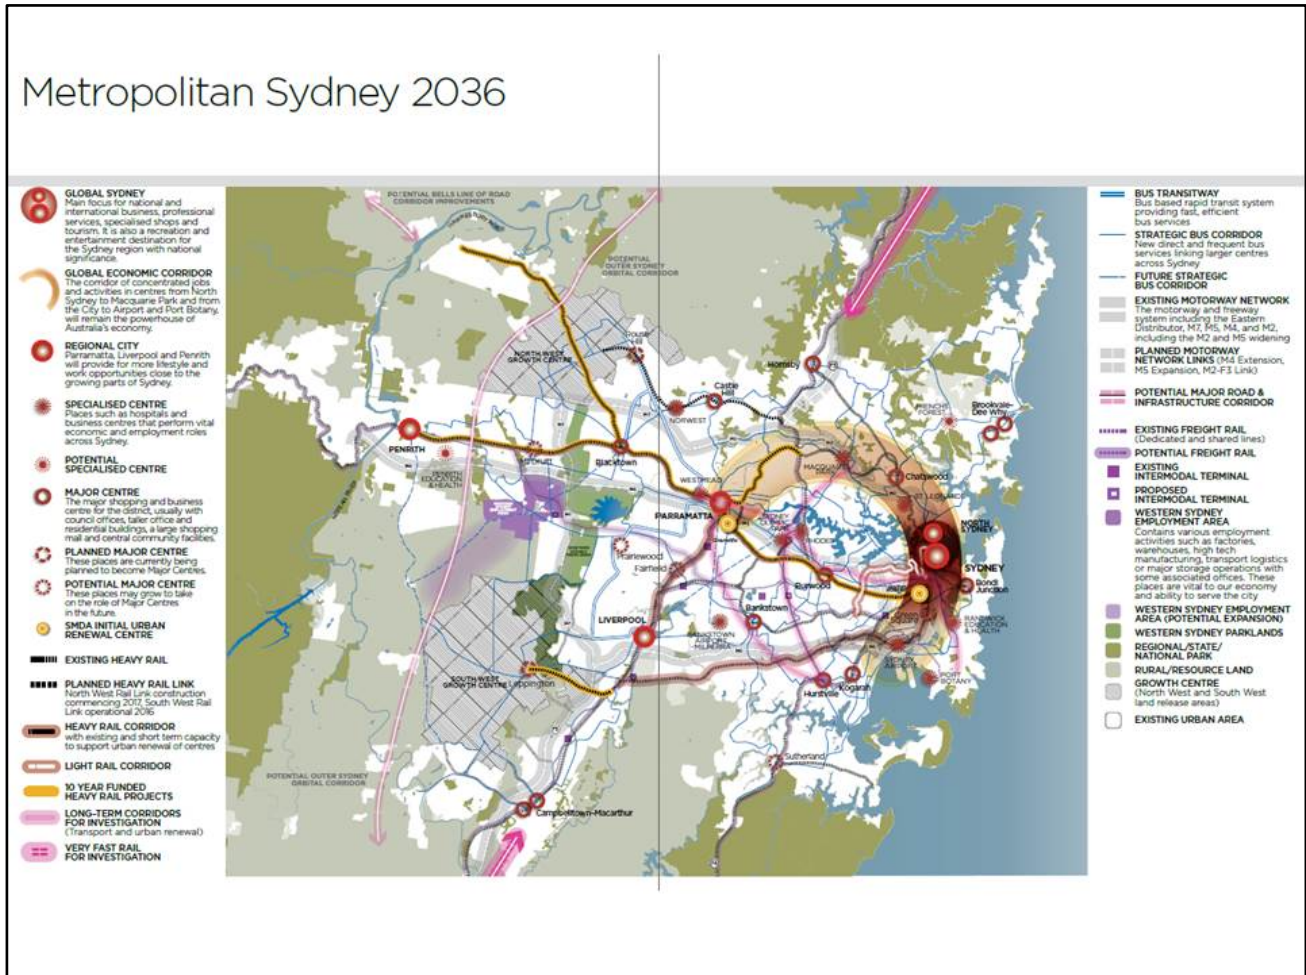 Metropolitan Sydney 2036
GLOBAL SYDNEY
Main focus for national and
international business, professional
services, specialised shops and
tourism. It is also a recreation and
entertainment destination for
the Sydney region with national
significance.
GLOBAL ECONOMIC CORRIDOR
The corridor of concentrated jobs
and activities in centres from North
Sydney to Macquarie Park and from
the City to Airport and Port Botany,
will remain the powerhouse of
Australia's economy.
REGIONAL CITY
Parramatta, Liverpool and Penrith
will provide for more lifestyle and
work opportunities close to the
growing parts of Sydney.
SPECIALISED CENTRE
Places such as hospitals and
business centres that perform vital
economic and employment roles
across Sydney.
POTENTIAL
SPECIALISED CENTRE
MAJOR CENTRE
The major shopping and business
centre for the district, usually with
council offices, taller office and
residential buildings, a large shopping
mall and central community facilities.
PLANNED MAJOR CENTRE
These places are currently being
planned to become Major Centres.
POTENTIAL MAJOR CENTRE
These places may grow to take
on the role of Major Centres
in the future.
SMDA INITIAL URBAN
RENEWAL CENTRE
EXISTING HEAVY RAIL
PLANNED HEAVY RAIL LINK
North West Rail Link construction
commencing 2017, South West Rail
Link operational 2016
HEAVY RAIL CORRIDOR
with existing and short term capacity
to support urban renewal of centres
LIGHT RAIL CORRIDOR
10 YEAR FUNDED
HEAVY RAIL PROJECTS
LONG-TERM CORRIDORS
FOR INVESTIGATION
(Transport and urban renewal)
VERY FAST RAIL
FOR INVESTIGATION
POTENTIAL BELLS LINE OF ROAD
CORRIDOR IMPROVEMENTS
POTENTIAL
OUTER SYDNEY
ORBITAL CORRIDOR
Rouse
Hill
NORTH WEST
GROWTH CENTRE
Hornsby
Castle
Hill
NORWEST
FRENCHS
FOREST
Brookvale-
Dee Why
PENRITH
PENRITH
EDUCATION
& HEALTH
Blacktown
MACQUARIE
PARK
Chatswood
ST LEONARDS
WESTMEAD
PARRAMATTA
SYDNEY
OLYMPIC
PARK
RHODES
NORTH
SYDNEY
SYDNEY
Prairiewood
Fairfield
Burwood
Bondi
Junction
Bankstown
LIVERPOOL
BANKSTOWN
AIRPORT-
MILPERRA
Green
Square
RANDWICK
EDUCATION
& HEALTH
SYDNEY
AIRPORT
PORT
BOTANY
SOUTH WEST
GROWTH CENTRE
Leppington
Hurstville
Kogarah
Sutherland
POTENTIAL OUTER SYDNEY
ORBITAL CORRIDOR
Campbelltown-Macarthur
BUS TRANSITWAY
Bus based rapid transit system
providing fast, efficient
bus services
STRATEGIC BUS CORRIDOR
New direct and frequent bus
services linking larger centres
across Sydney
FUTURE STRATEGIC
BUS CORRIDOR
EXISTING MOTORWAY NETWORK
The motorway and freeway
system including the Eastern
Distributor, M7, M5, M4, and M2,
including the M2 and M5 widening
PLANNED MOTORWAY
NETWORK LINKS (M4 Extension,
M5 Expansion, M2-F3 Link)
POTENTIAL MAJOR ROAD &
INFRASTRUCTURE CORRIDOR
EXISTING FREIGHT RAIL
(Dedicated and shared lines)
POTENTIAL FREIGHT RAIL
EXISTING
INTERMODAL TERMINAL
PROPOSED
INTERMODAL TERMINAL
WESTERN SYDNEY
EMPLOYMENT AREA
Contains various employment
activities such as factories,
warehouses, high tech
manufacturing, transport logistics
or major storage operations with
some associated offices. These
places are vital to our economy
and ability to serve the city
WESTERN SYDNEY EMPLOYMENT
AREA (POTENTIAL EXPANSION)
WESTERN SYDNEY PARKLANDS
REGIONAL/STATE/
NATIONAL PARK
RURAL/RESOURCE LAND
GROWTH CENTRE
(North West and South West
land release areas)
EXISTING URBAN AREA